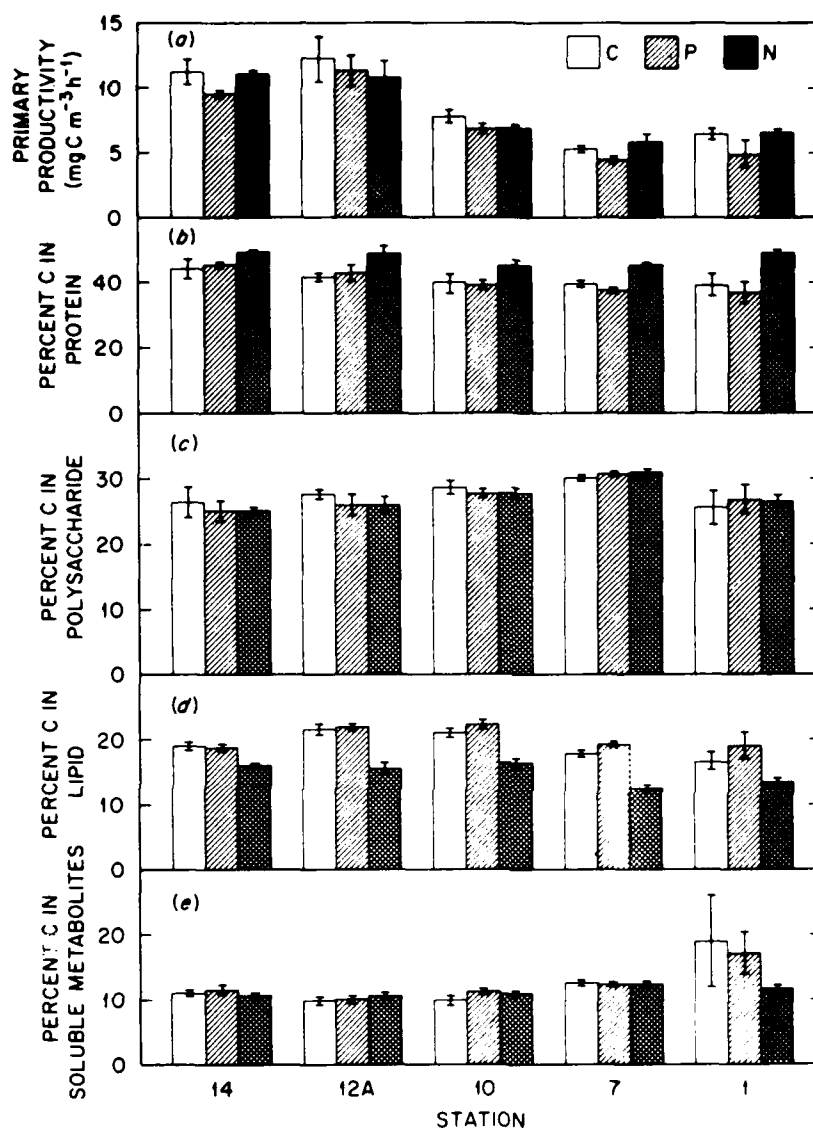 PRIMARY
PRODUCTIVITY
(mgC m⁻³h⁻¹)
15
10
5
0
(a)
C
P
N
PERCENT C IN
PROTEIN
40
20
0
(b)
PERCENT C IN
POLYSACCHARIDE
30
20
10
0
(c)
PERCENT C IN
LIPID
20
10
0
(d)
PERCENT C IN
SOLUBLE METABOLITES
20
10
0
(e)
14
12A
10
7
1
STATION